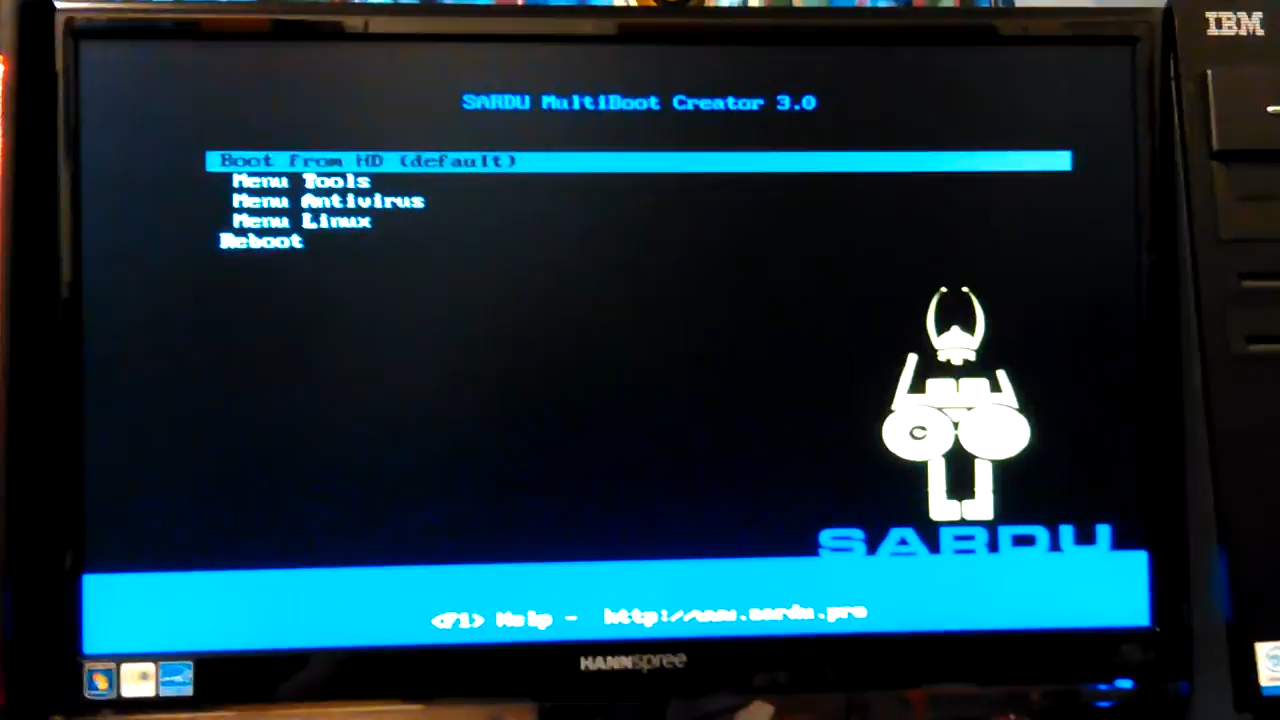 IBM
SARDU MultiBoot Creator 3.0
Boot from HD (default)
Menu Tools
Menu Antivirus
Menu Linux
Reboot
C
SARDU
<F1> Help - http://www.sardu.pro
HANNspree